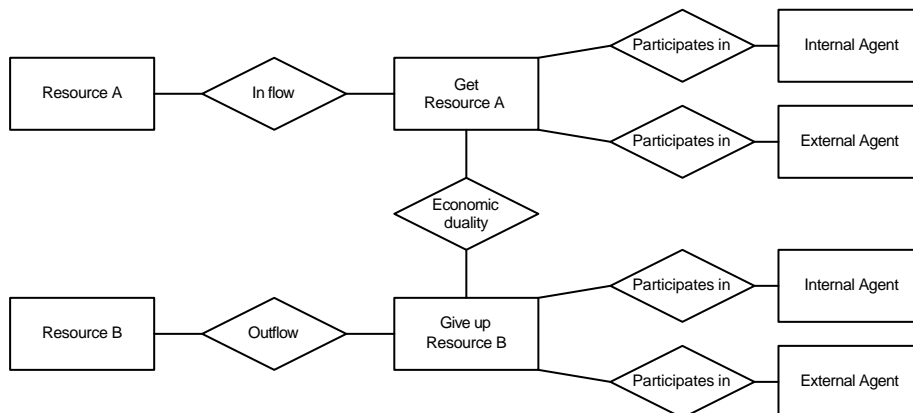 Participates in
Internal Agent
Resource A
In flow
Get
Resource A
Participates in
External Agent
Economic
duality
Participates in
Internal Agent
Resource B
Outflow
Give up
Resource B
Participates in
External Agent